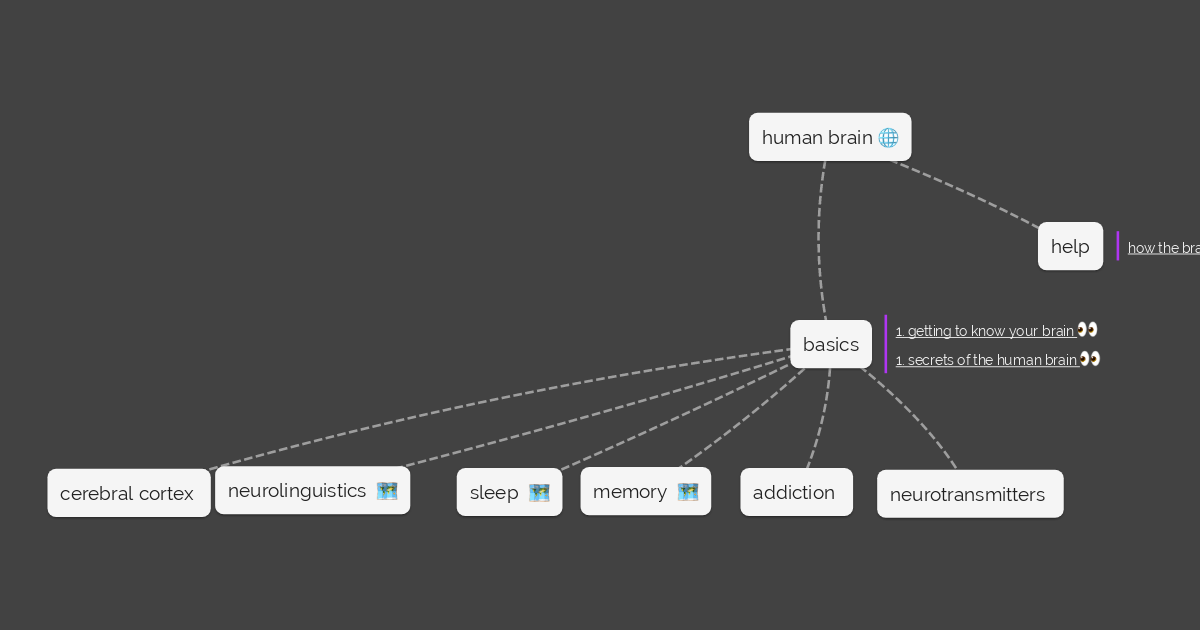 human brain 🌐
help
how the bra
basics
1. getting to know your brain 👀
1. secrets of the human brain 👀
cerebral cortex
neurolinguistics 🗺️
sleep 🗺️
memory 🗺️
addiction
neurotransmitters